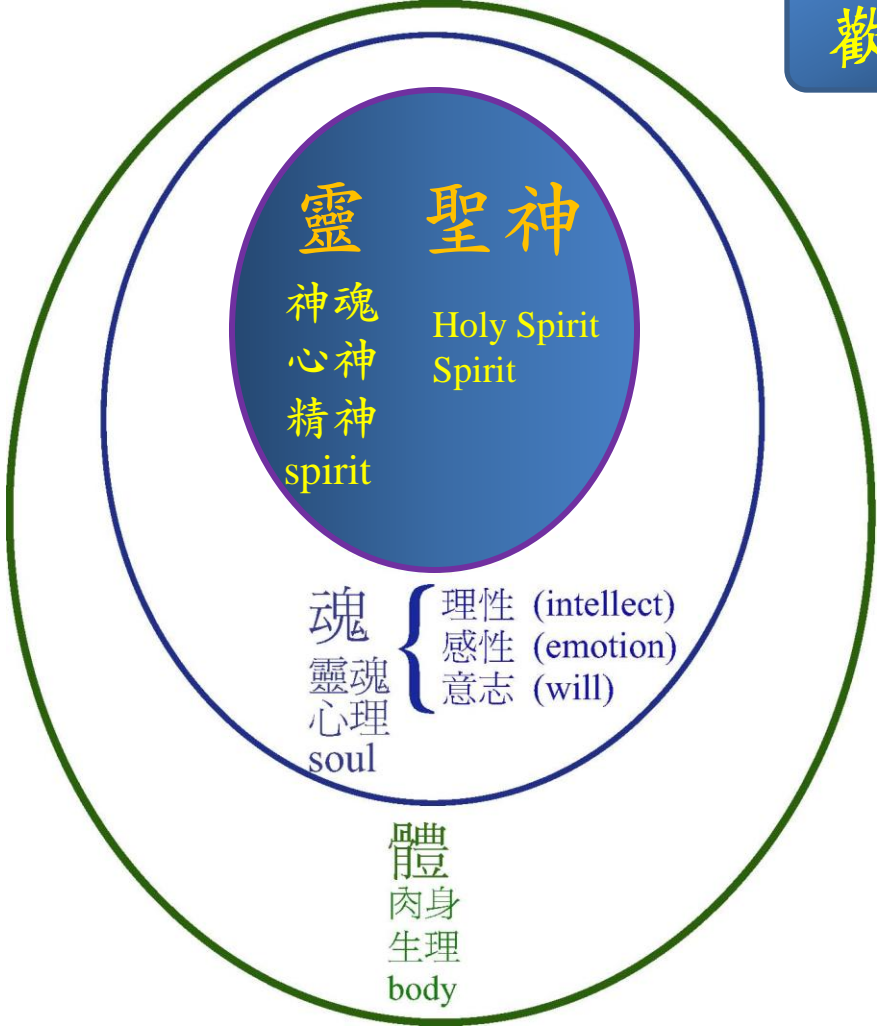 歡
靈 聖神
神魂
心神
精神
spirit
Holy Spirit
Spirit
魂
靈魂
心理
soul
{
理性 (intellect)
感性 (emotion)
意志 (will)
體
肉身
生理
body